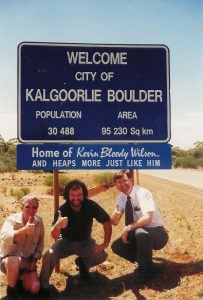 WELCOME
CITY OF
KALGOORLIE BOULDER
POPULATION AREA
30 488 95 230 Sq km
Home of Kevin Bloody Wilson
AND HEAPS MORE JUST LIKE HIM